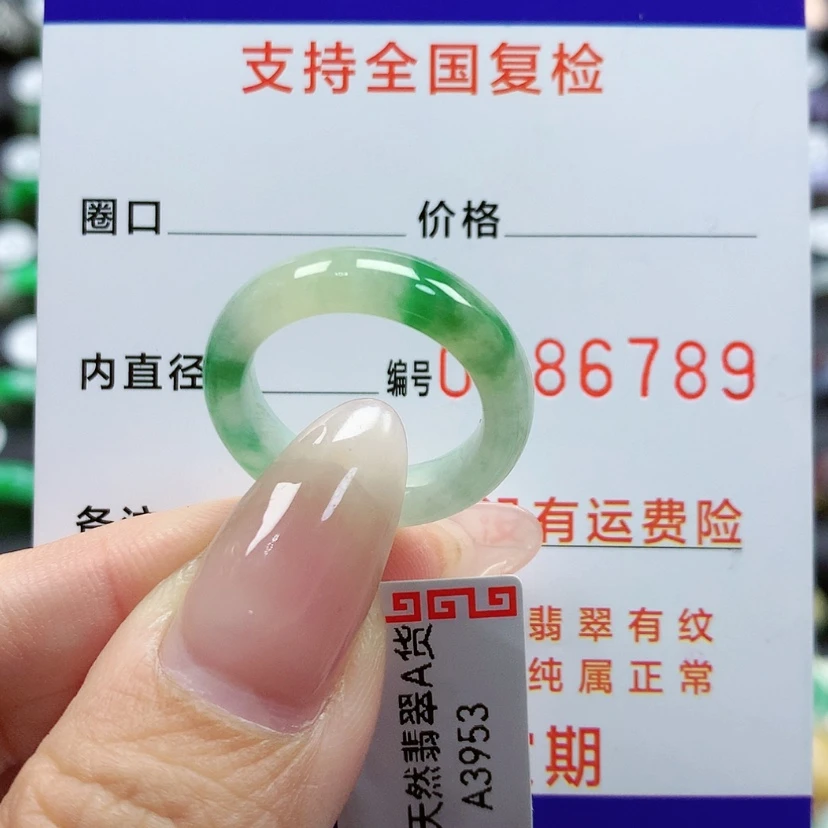 支持全国复检
圈口 价格
内直径 编号 86789
有运费险
翡翠有纹
纯属正常
期
天然翡翠A货
A3953